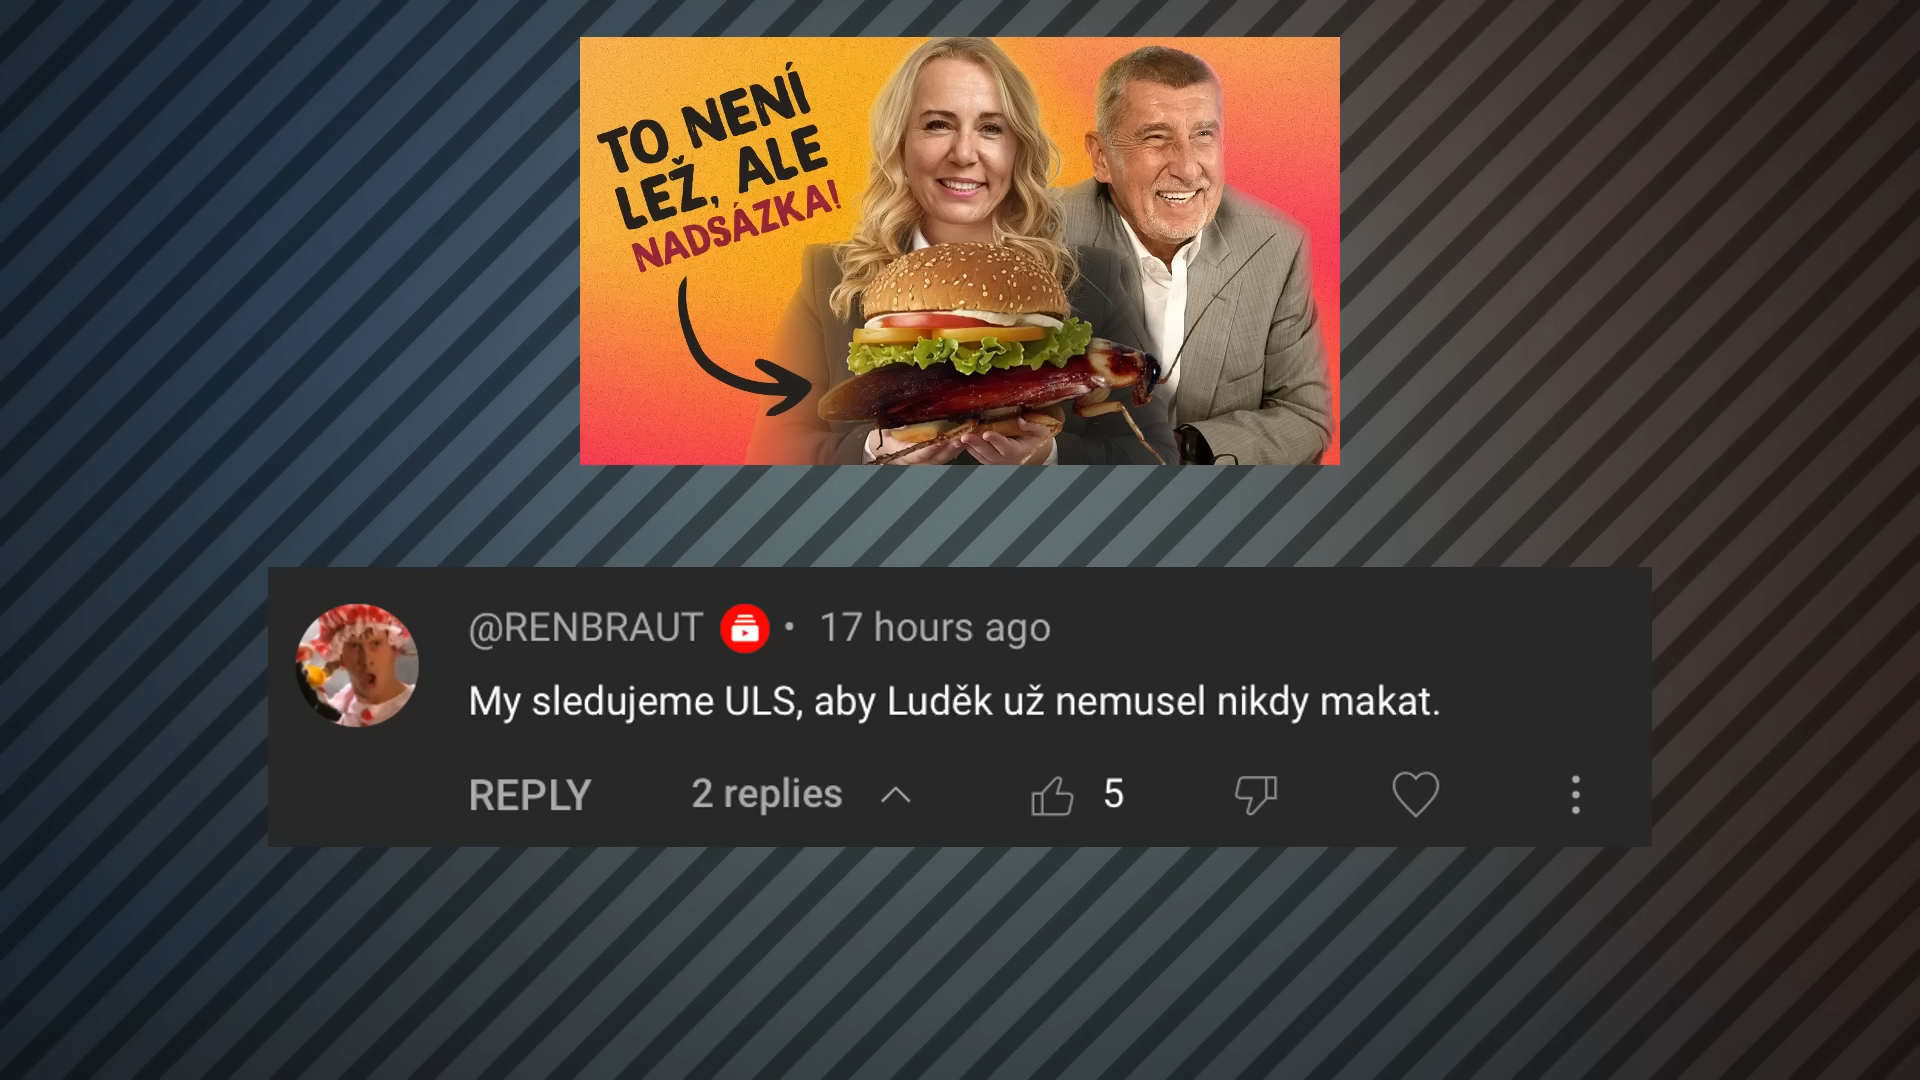 TO NENÍ
LEŽ, ALE
NADSÁZKA!
@RENBRAUT • 17 hours ago
My sledujeme ULS, aby Luděk už nemusel nikdy makat.
REPLY 2 replies 5